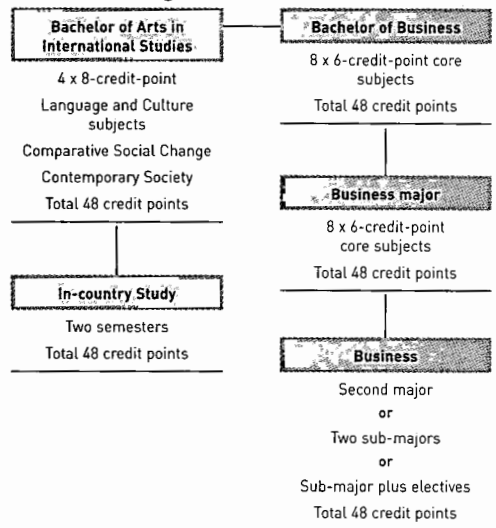 Bachelor of Arts in
International Studies
4 x 8-credit-point
Language and Culture
subjects
Comparative Social Change
Contemporary Society
Total 48 credit points
In-country Study
Two semesters
Total 48 credit points
Bachelor of Business
8 x 6-credit-point core
subjects
Total 48 credit points
Business major
8 x 6-credit-point
core subjects
Total 48 credit points
Business
Second major
or
Two sub-majors
or
Sub-major plus electives
Total 48 credit points